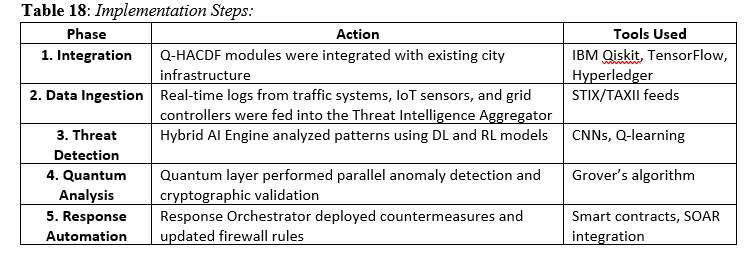 Table 18: Implementation Steps:
Phase Action Tools Used
1. Integration Q-HACDF modules were integrated with existing city IBM Qiskit, TensorFlow,
infrastructure Hyperledger
2. Data Ingestion Real-time logs from traffic systems, IoT sensors, and grid STIX/TAXII feeds
controllers were fed into the Threat Intelligence Aggregator
3. Threat Hybrid AI Engine analyzed patterns using DL and RL models CNNs, Q-learning
Detection
4. Quantum Quantum layer performed parallel anomaly detection and Grover’s algorithm
Analysis cryptographic validation
5. Response Response Orchestrator deployed countermeasures and Smart contracts, SOAR
Automation updated firewall rules integration